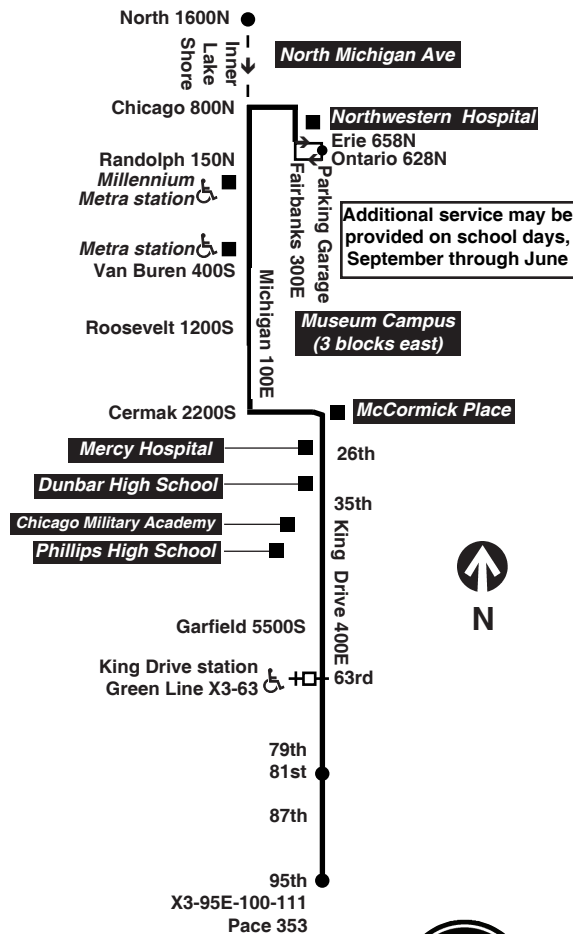 North 1600N
Inner
Lake
Shore
North Michigan Ave
Chicago 800N
Northwestern Hospital
Erie 658N
Ontario 628N
Randolph 150N
Millennium
Metra station
Parking Garage
Fairbanks 300E
Additional service may be
provided on school days,
September through June
Metra station
Van Buren 400S
Michigan 100E
Roosevelt 1200S
Museum Campus
(3 blocks east)
Cermak 2200S
McCormick Place
Mercy Hospital
26th
Dunbar High School
35th
Chicago Military Academy
Phillips High School
King Drive 400E
N
Garfield 5500S
King Drive station
Green Line X3-63
63rd
79th
81st
87th
95th
X3-95E-100-111
Pace 353